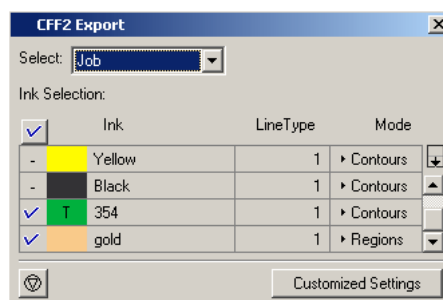 CFF2 Export
Select: Job
Ink Selection:
Ink LineType Mode
- Yellow 1 Contours
- Black 1 Contours
T 354 1 Contours
gold 1 Regions
Customized Settings